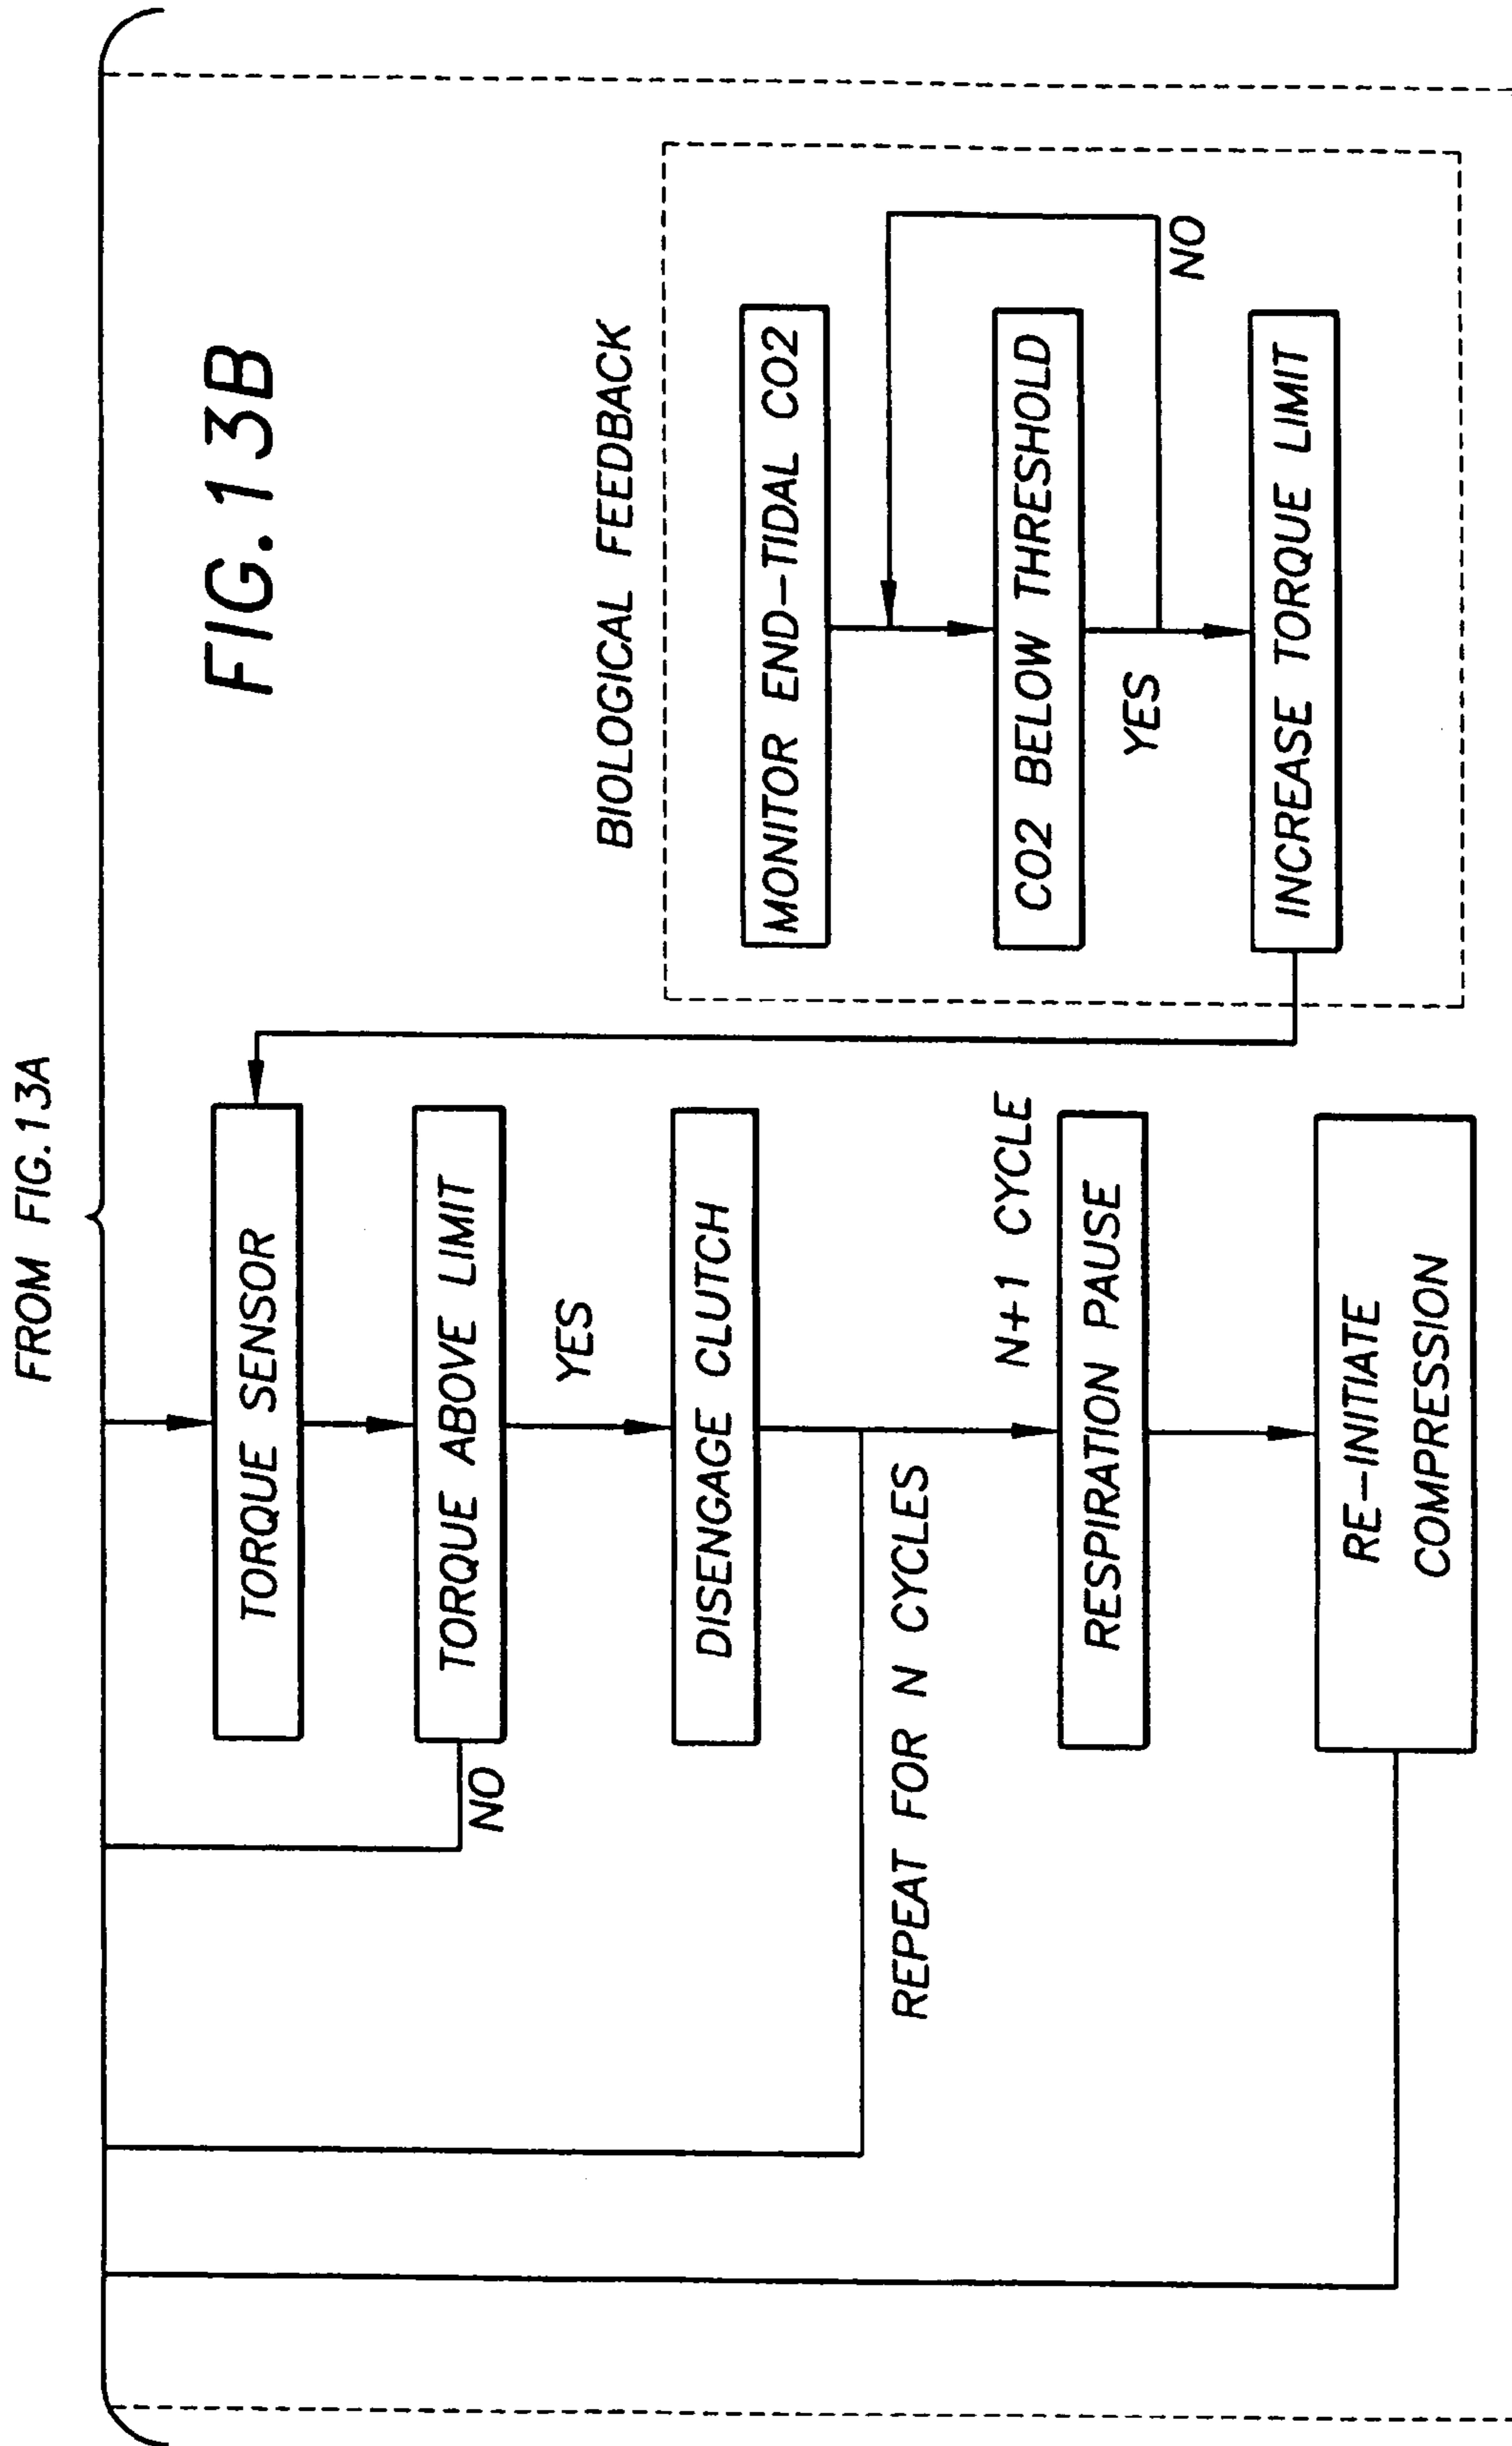 FROM FIG.13A
FIG.13B
TORQUE SENSOR
TORQUE ABOVE LIMIT
NO
YES
DISENGAGE CLUTCH
REPEAT FOR N CYCLES
N+1 CYCLE
RESPIRATION PAUSE
RE-INITIATE
COMPRESSION
BIOLOGICAL FEEDBACK
MONITOR END-TIDAL CO2
CO2 BELOW THRESHOLD
YES
NO
INCREASE TORQUE LIMIT